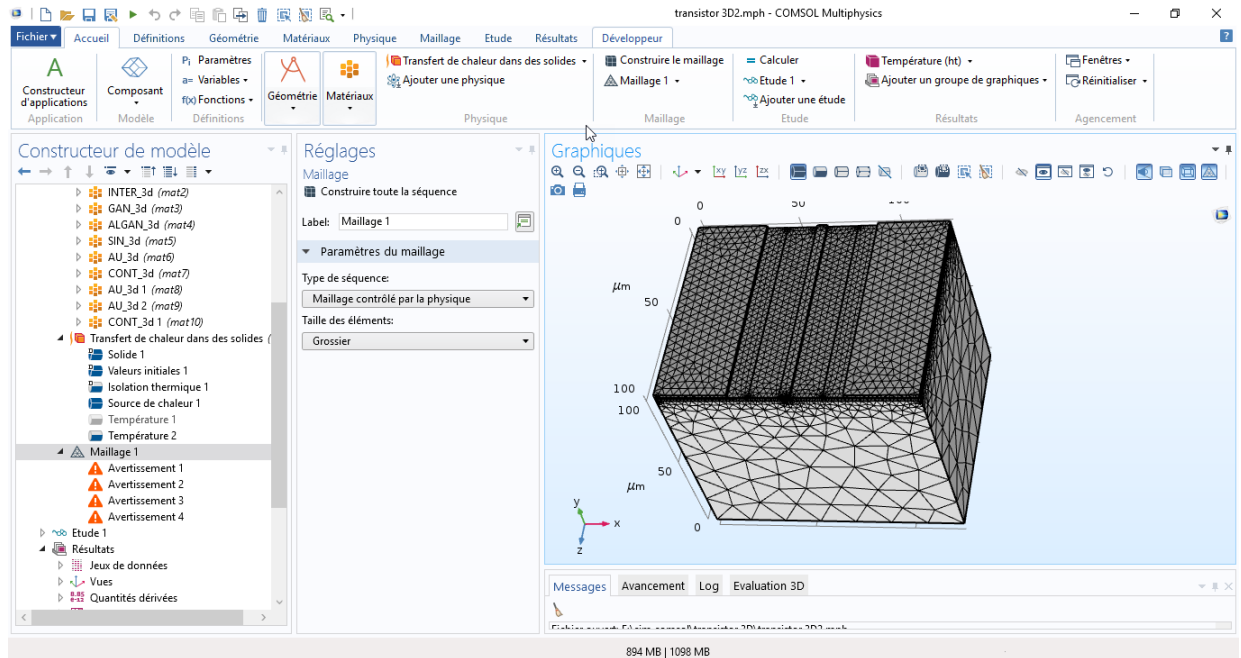 transistor 3D2.mph - COMSOL Multiphysics
Fichier Accueil Définitions Géométrie Matériaux Physique Maillage Etude Résultats Développeur
Constructeur d'applications
Application
Composant
Modèle
Pi Paramètres
a= Variables
f(x) Fonctions
Définitions
Géométrie
Matériaux
Transfert de chaleur dans des solides
Ajouter une physique
Physique
Construire le maillage
Maillage 1
Maillage
= Calculer
Etude 1
Ajouter une étude
Etude
Température (ht)
Ajouter un groupe de graphiques
Résultats
Fenêtres
Réinitialiser
Agencement
Constructeur de modèle
INTER_3d (mat2)
GAN_3d (mat3)
ALGAN_3d (mat4)
SIN_3d (mat5)
AU_3d (mat6)
CONT_3d (mat7)
AU_3d 1 (mat8)
AU_3d 2 (mat9)
CONT_3d 1 (mat10)
Transfert de chaleur dans des solides (
Solide 1
Valeurs initiales 1
Isolation thermique 1
Source de chaleur 1
Température 1
Température 2
Maillage 1
Avertissement 1
Avertissement 2
Avertissement 3
Avertissement 4
Etude 1
Résultats
Jeux de données
Vues
8.85
e-12
Quantités dérivées
Réglages
Maillage
Construire toute la séquence
Label: Maillage 1
Paramètres du maillage
Type de séquence:
Maillage contrôlé par la physique
Taille des éléments:
Grossier
Graphiques
xy yz zx
0 50
0
µm
50
100
100
50
µm
0
y
x
z
Messages Avancement Log Evaluation 3D
894 MB | 1098 MB